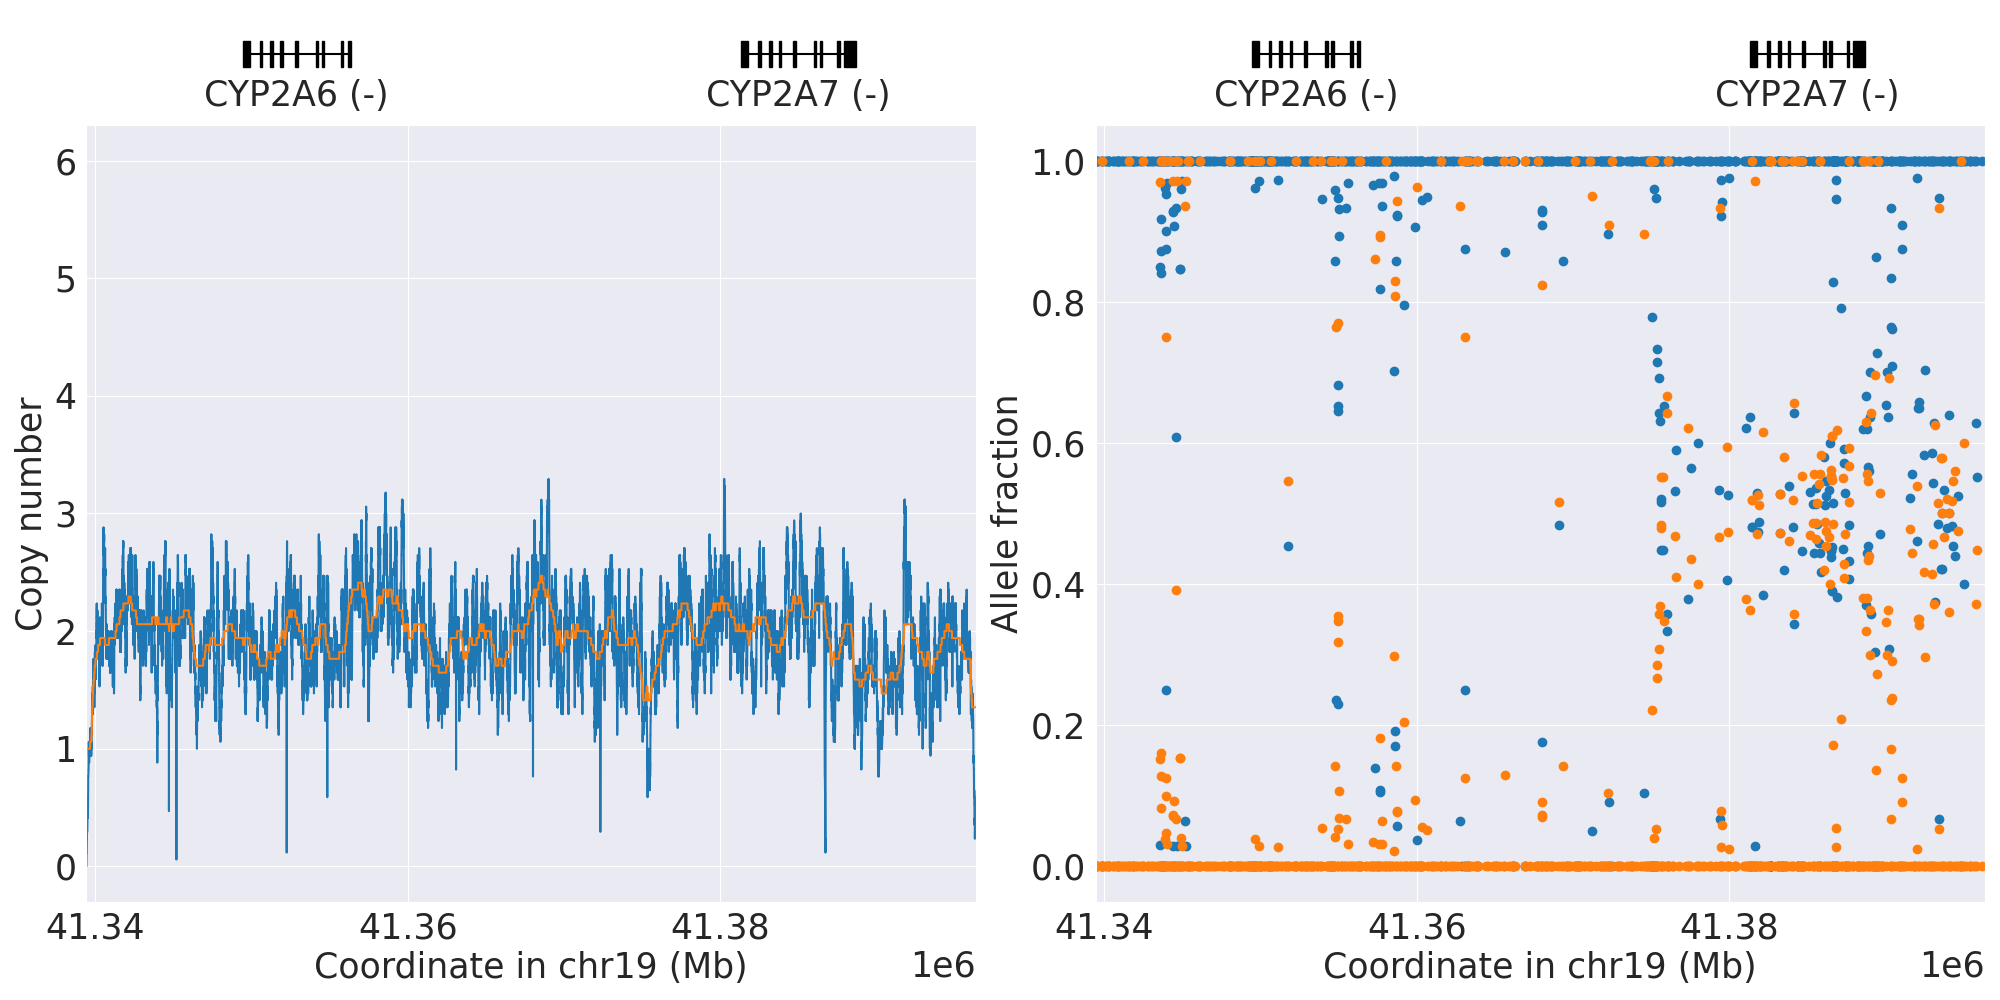 CYP2A6 (-) CYP2A7 (-)
6
5
4
3
2
1
0
Copy number
41.34 41.36 41.38
Coordinate in chr19 (Mb) 1e6
CYP2A6 (-) CYP2A7 (-)
1.0
0.8
0.6
0.4
0.2
0.0
Allele fraction
41.34 41.36 41.38
Coordinate in chr19 (Mb) 1e6